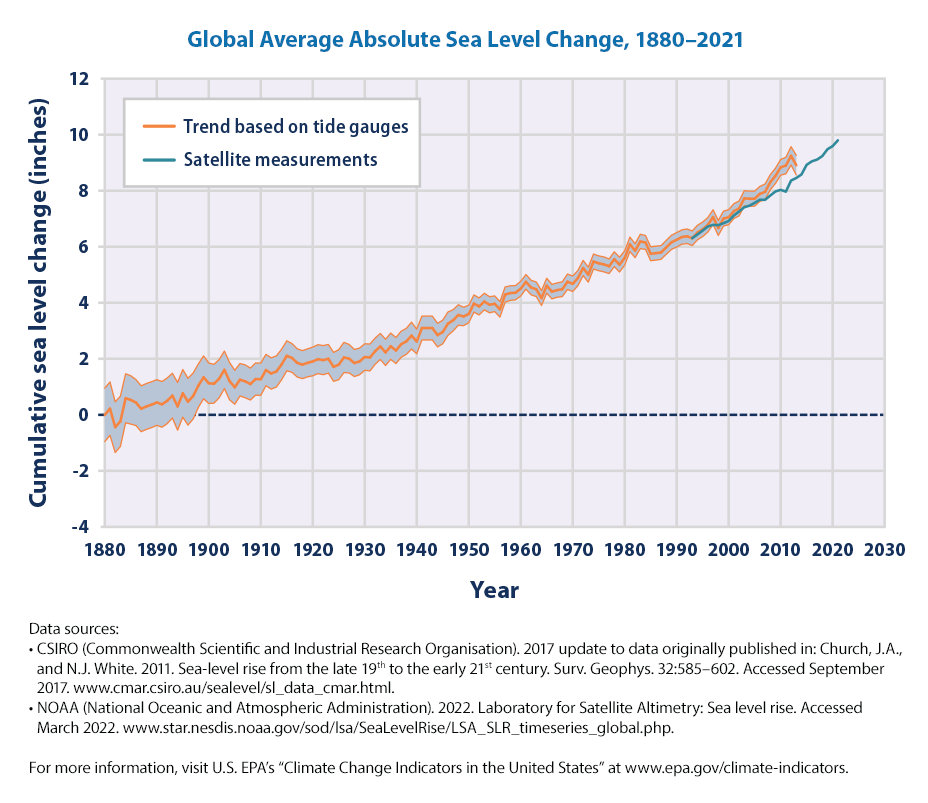 Global Average Absolute Sea Level Change, 1880–2021
Cumulative sea level change (inches)
12
10
8
6
4
2
0
-2
-4
Trend based on tide gauges
Satellite measurements
1880 1890 1900 1910 1920 1930 1940 1950 1960 1970 1980 1990 2000 2010 2020 2030
Year
Data sources:
• CSIRO (Commonwealth Scientific and Industrial Research Organisation). 2017 update to data originally published in: Church, J.A.,
and N.J. White. 2011. Sea-level rise from the late 19th to the early 21st century. Surv. Geophys. 32:585–602. Accessed September
2017. www.cmar.csiro.au/sealevel/sl_data_cmar.html.
• NOAA (National Oceanic and Atmospheric Administration). 2022. Laboratory for Satellite Altimetry: Sea level rise. Accessed
March 2022. www.star.nesdis.noaa.gov/sod/lsa/SeaLevelRise/LSA_SLR_timeseries_global.php.
For more information, visit U.S. EPA's “Climate Change Indicators in the United States” at www.epa.gov/climate-indicators.